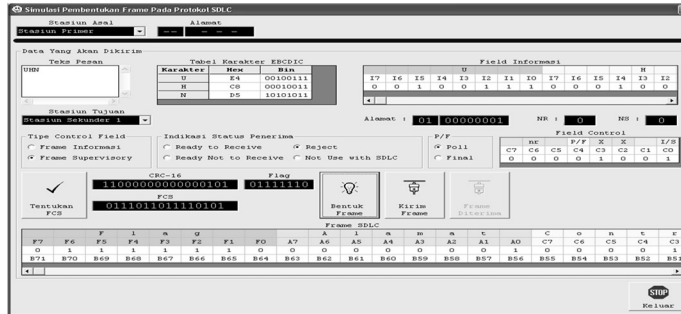 Simulasi Pembentukan Frame Pada Protokol SDLC
Stasiun Asal Alamat
Stasiun Primer -- -- - --
Data Yang Akan Dikirim
Teks Pesan Tabel Karakter EBCDIC Field Informasi
UHN Karakter Hex Bin U H
U E4 00100111 I7 I6 I5 I4 I3 I2 I1 I0 I7 I6 I5 I4 I3 I2
H C8 00010011 0 0 1 0 0 1 1 1 0 0 0 1 0 0
N D5 10101011
Stasiun Tujuan
Stasiun Sekunder 1 Alamat : 01 00000001 NR : 0 NS : 0
Tipe Control Field Indikasi Status Penerima P/F Field Control
Frame Informasi Ready to Receive Reject Poll nr P/F X X I/S
Frame Supervisory Ready Not to Receive Not Use with SDLC Final C7 C6 C5 C4 C3 C2 C1 C0
0 0 0 0 1 0 0 1
CRC-16 Flag
11000000000000101 01111110
FCS
0111011011110101
Tentukan FCS Bentuk Frame Kirim Frame Frame Diterima
Frame SDLC
F l a g A l a m a t C o n t r
F7 F6 F5 F4 F3 F2 F1 F0 A7 A6 A5 A4 A3 A2 A1 A0 C7 C6 C5 C4 C3
0 1 1 1 1 1 1 0 0 0 0 0 0 0 0 1 0 0 0 0 1
B71 B70 B69 B68 B67 B66 B65 B64 B63 B62 B61 B60 B59 B58 B57 B56 B55 B54 B53 B52 B51
STOP
Keluar